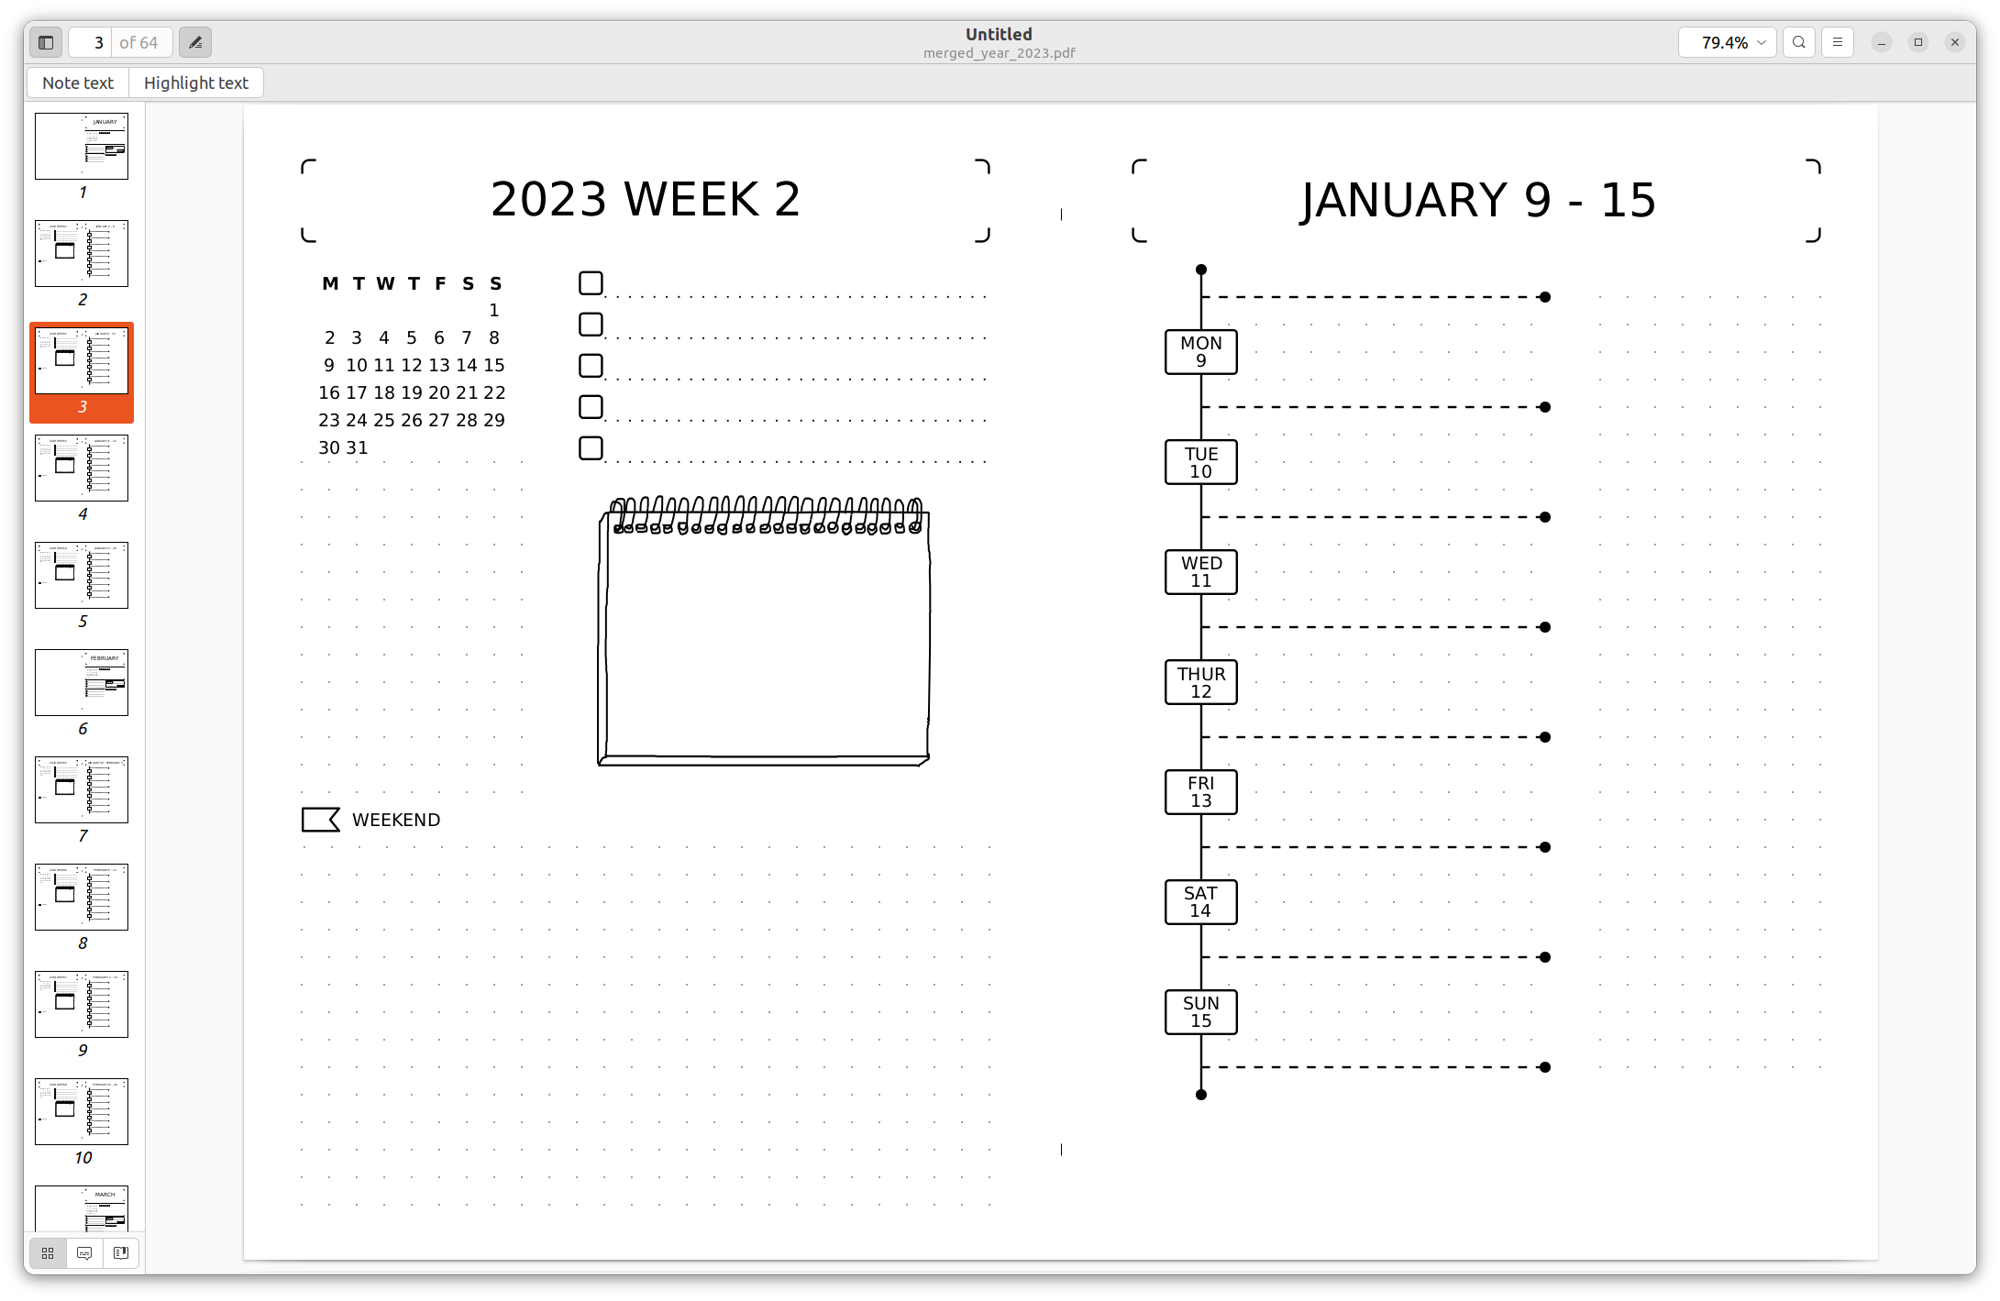 3 of 64
Untitled
merged_year_2023.pdf
79.4%
Note text
Highlight text
JANUARY
1
2
3
4
5
FEBRUARY
6
7
8
9
10
MARCH
2023 WEEK 2
M T W T F S S
1
2 3 4 5 6 7 8
9 10 11 12 13 14 15
16 17 18 19 20 21 22
23 24 25 26 27 28 29
30 31
WEEKEND
JANUARY 9 - 15
MON
9
TUE
10
WED
11
THUR
12
FRI
13
SAT
14
SUN
15